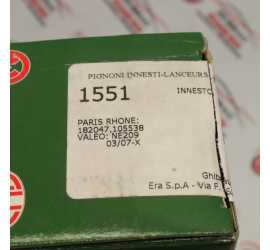 PIGNONI INNESTI-LANCEURS
1551
INNESTO
PARIS RHONE:
182047.105538
VALEO: NE209
03/07-X
Era S.p.A - Via F.